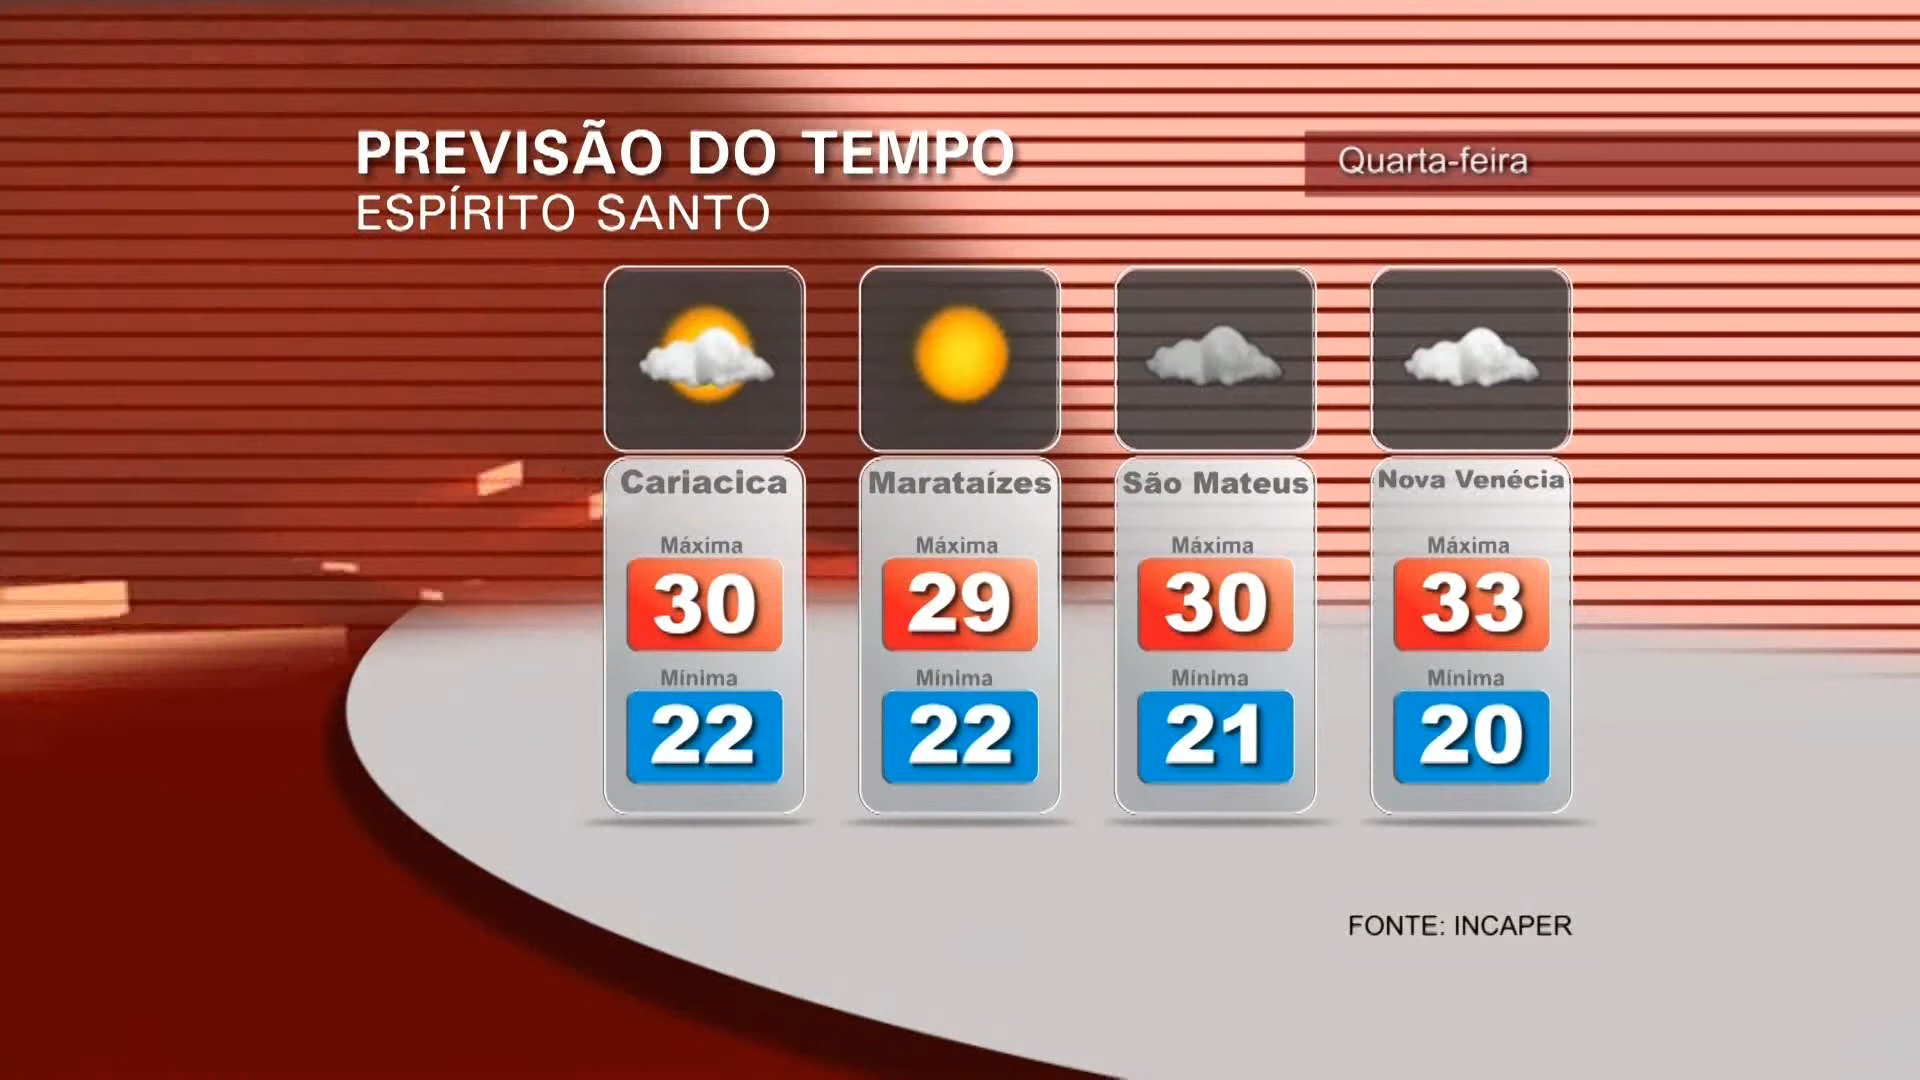 PREVISÃO DO TEMPO
ESPÍRITO SANTO
Quarta-feira
Cariacica
Máxima
30
Mínima
22
Marataízes
Máxima
29
Mínima
22
São Mateus
Máxima
30
Mínima
21
Nova Venécia
Máxima
33
Mínima
20
FONTE: INCAPER